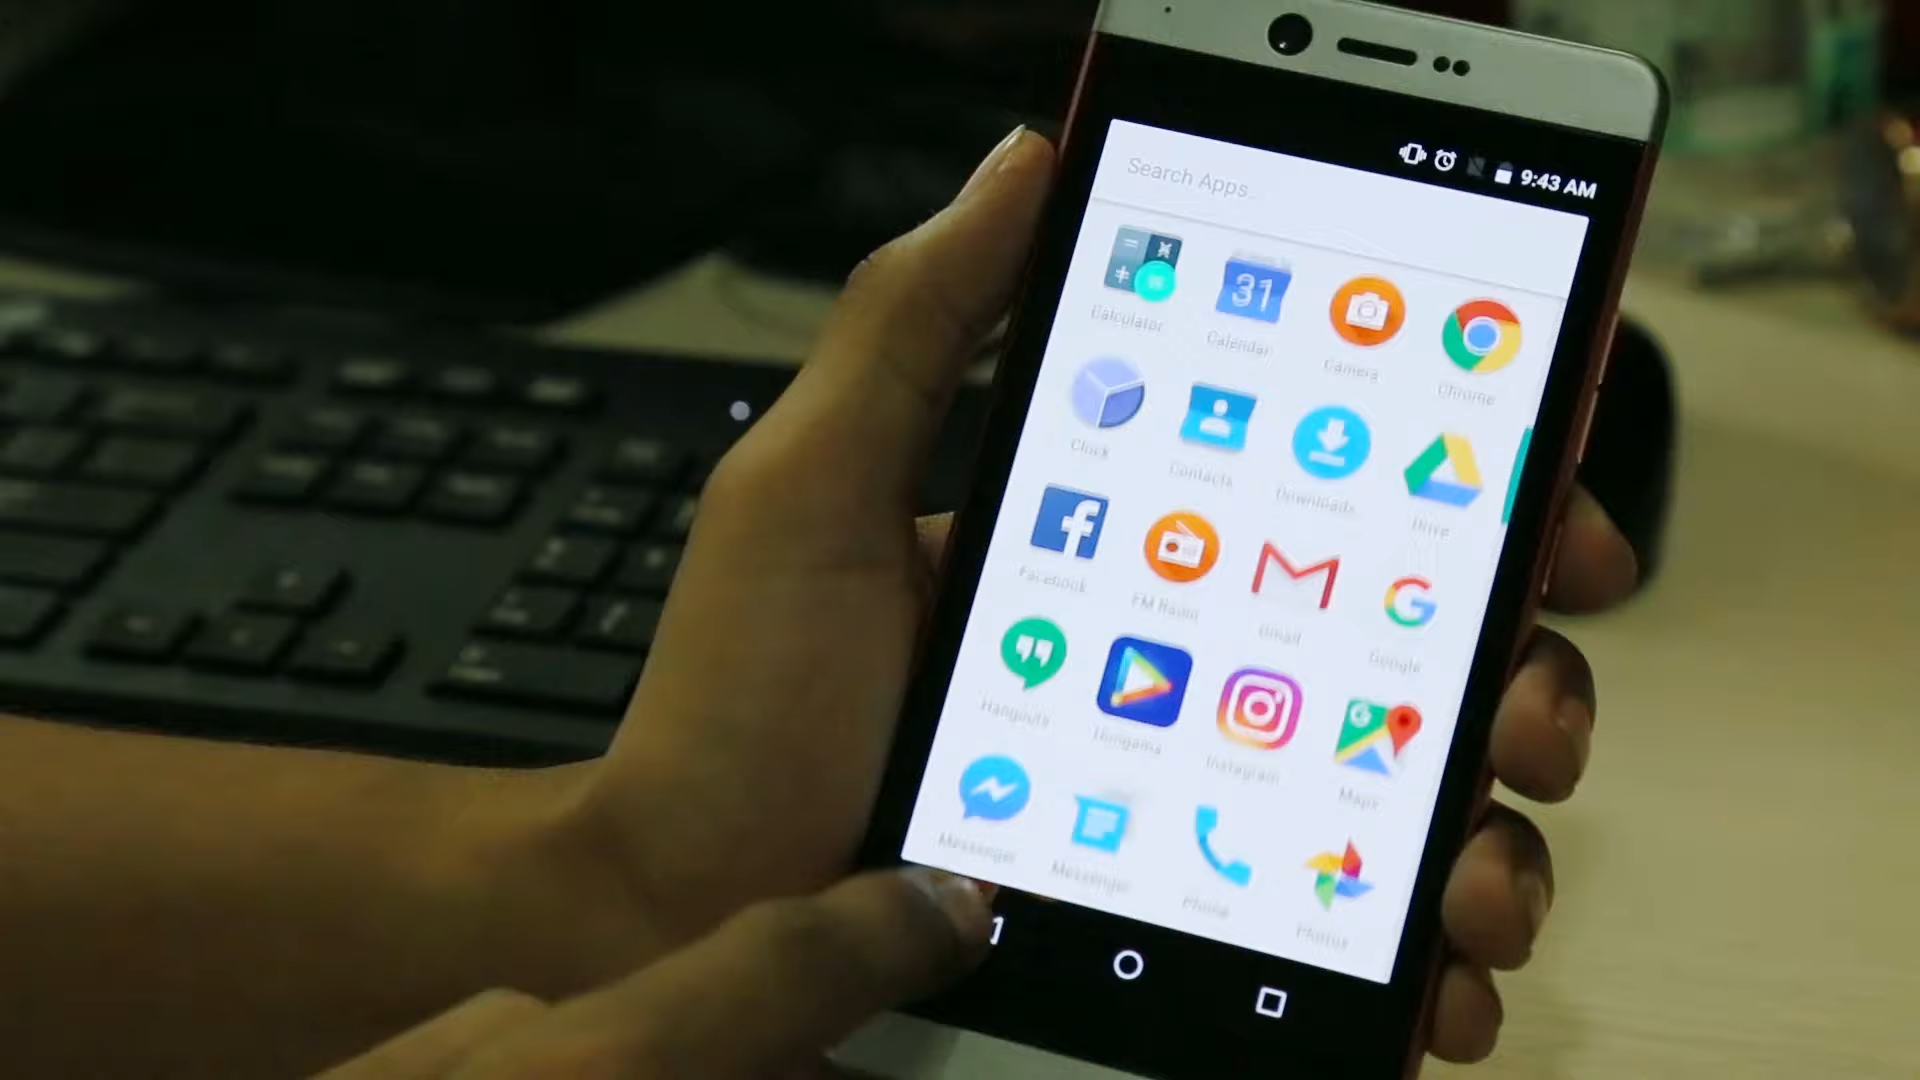 9:43 AM
Search Apps
Calculator
31
Calendar
Camera
Chrome
Clock
Contacts
Downloads
Drive
Facebook
FM Radio
Gmail
Google
Hangouts
Hungama
Instagram
Maps
Messenger
Messenger
Phone
Photos